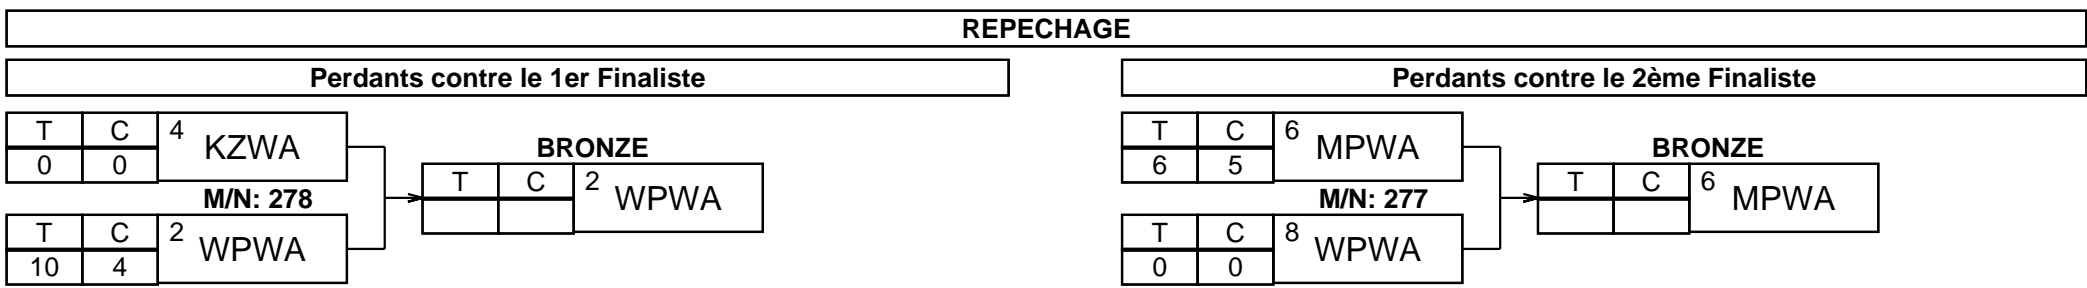 REPECHAGE
Perdants contre le 1er Finaliste
T C 4 KZWA
0 0
M/N: 278
T C 2 WPWA
10 4
BRONZE
T C 2 WPWA
Perdants contre le 2ème Finaliste
T C 6 MPWA
6 5
M/N: 277
T C 8 WPWA
0 0
BRONZE
T C 6 MPWA